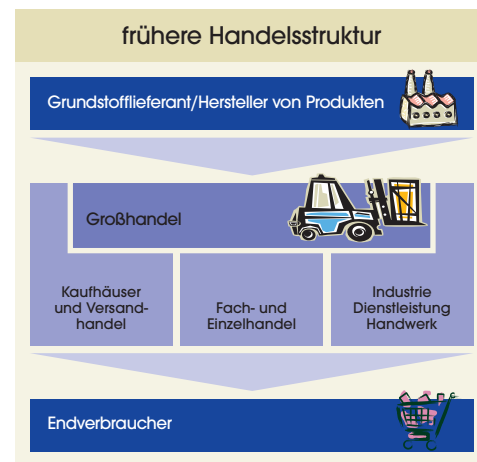 frühere Handelsstruktur
Grundstofflieferant/Hersteller von Produkten
Großhandel
Kaufhäuser
und Versand-
handel
Fach- und
Einzelhandel
Industrie
Dienstleistung
Handwerk
Endverbraucher